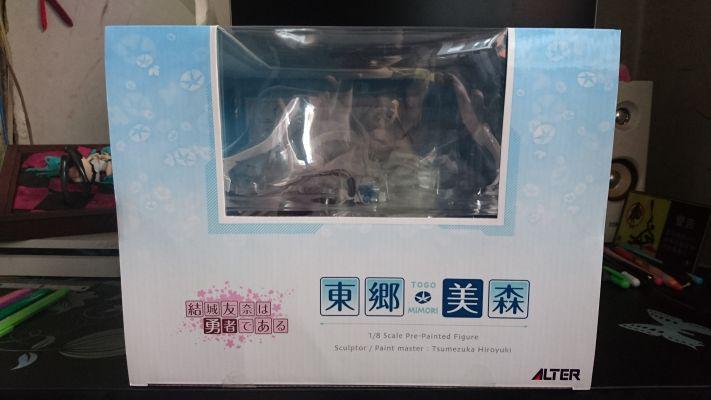 結城友奈は
勇者である
東郷 美森
TOGO
MIMORI
1/8 Scale Pre-Painted Figure
Sculptor / Paint master : Tsumezuka Hiroyuki
ALTER